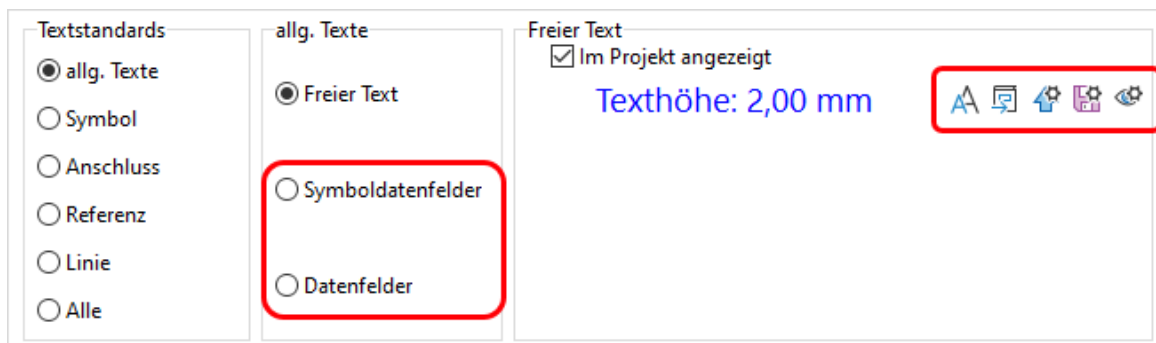 Textstandards
allg. Texte
Symbol
Anschluss
Referenz
Linie
Alle
allg. Texte
Freier Text
Symboldatenfelder
Datenfelder
Freier Text
Im Projekt angezeigt
Texthöhe: 2,00 mm